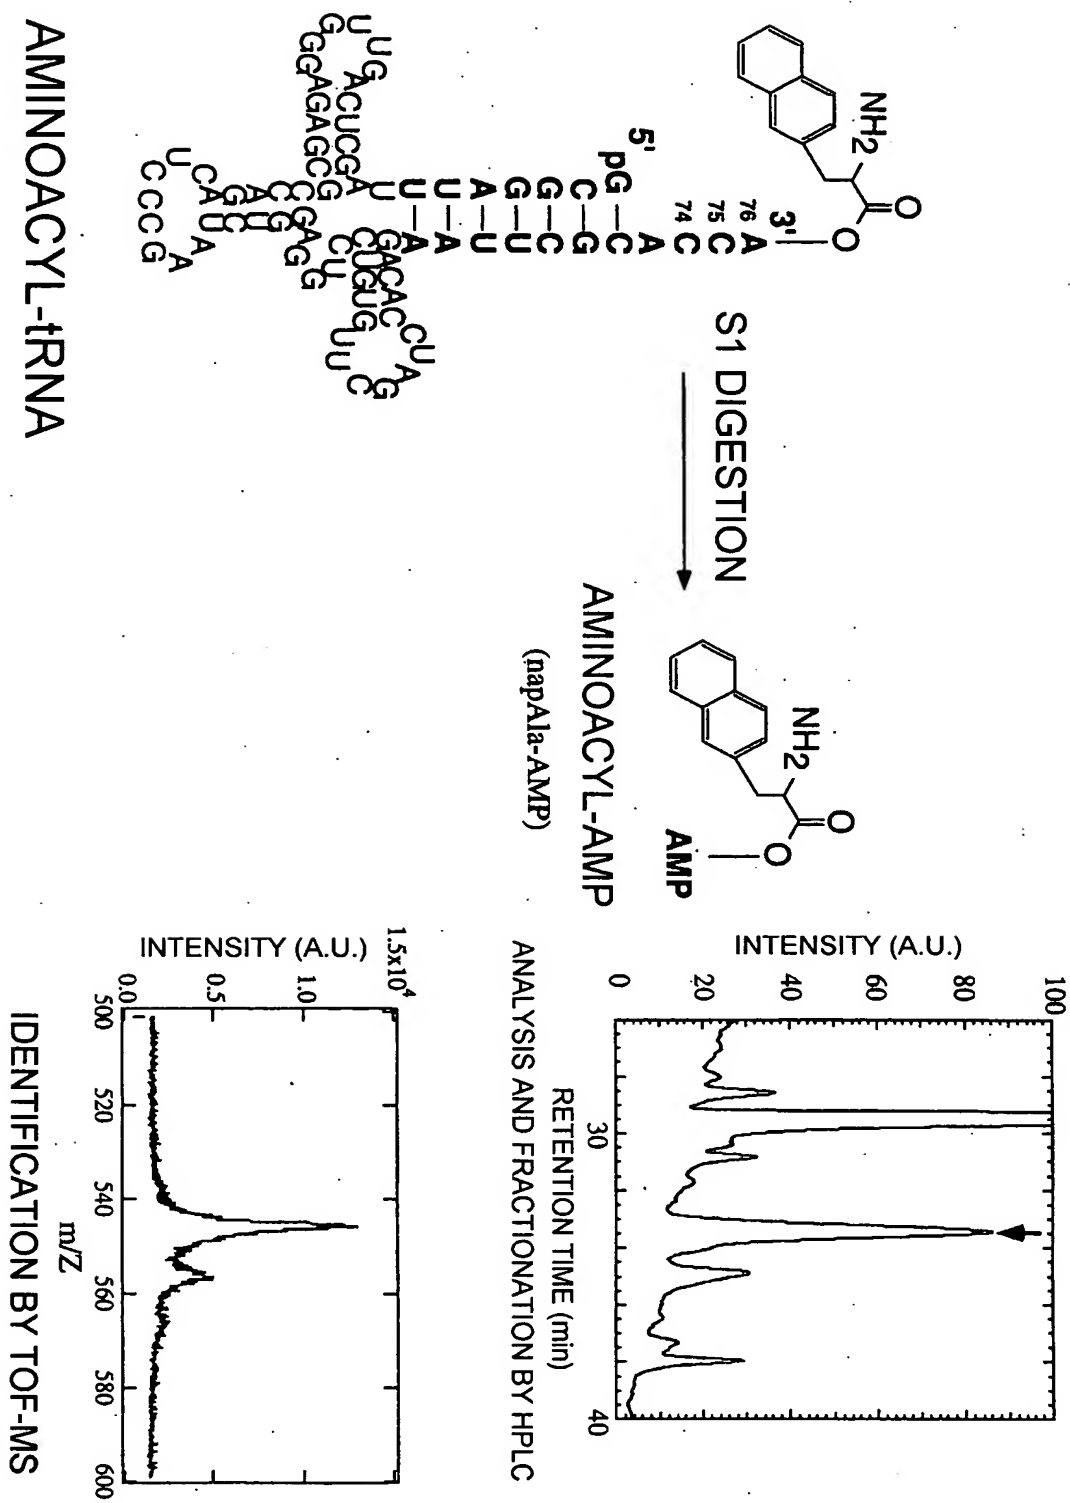 NH2
O
O
3'
76 A
75 C
74 C
A
5' pG—C
C—G
G—C
G—U
A—U
U—A
U—A
U
AMINOACYL-tRNA
S1 DIGESTION
NH2
O
O
AMP
AMINOACYL-AMP
(napAla-AMP)
INTENSITY (A.U.)
100
80
60
40
20
0
30
40
RETENTION TIME (min)
ANALYSIS AND FRACTIONATION BY HPLC
INTENSITY (A.U.)
1.5x10⁴
1.0
0.5
0.0
500 520 540 560 580 600
m/Z
IDENTIFICATION BY TOF-MS